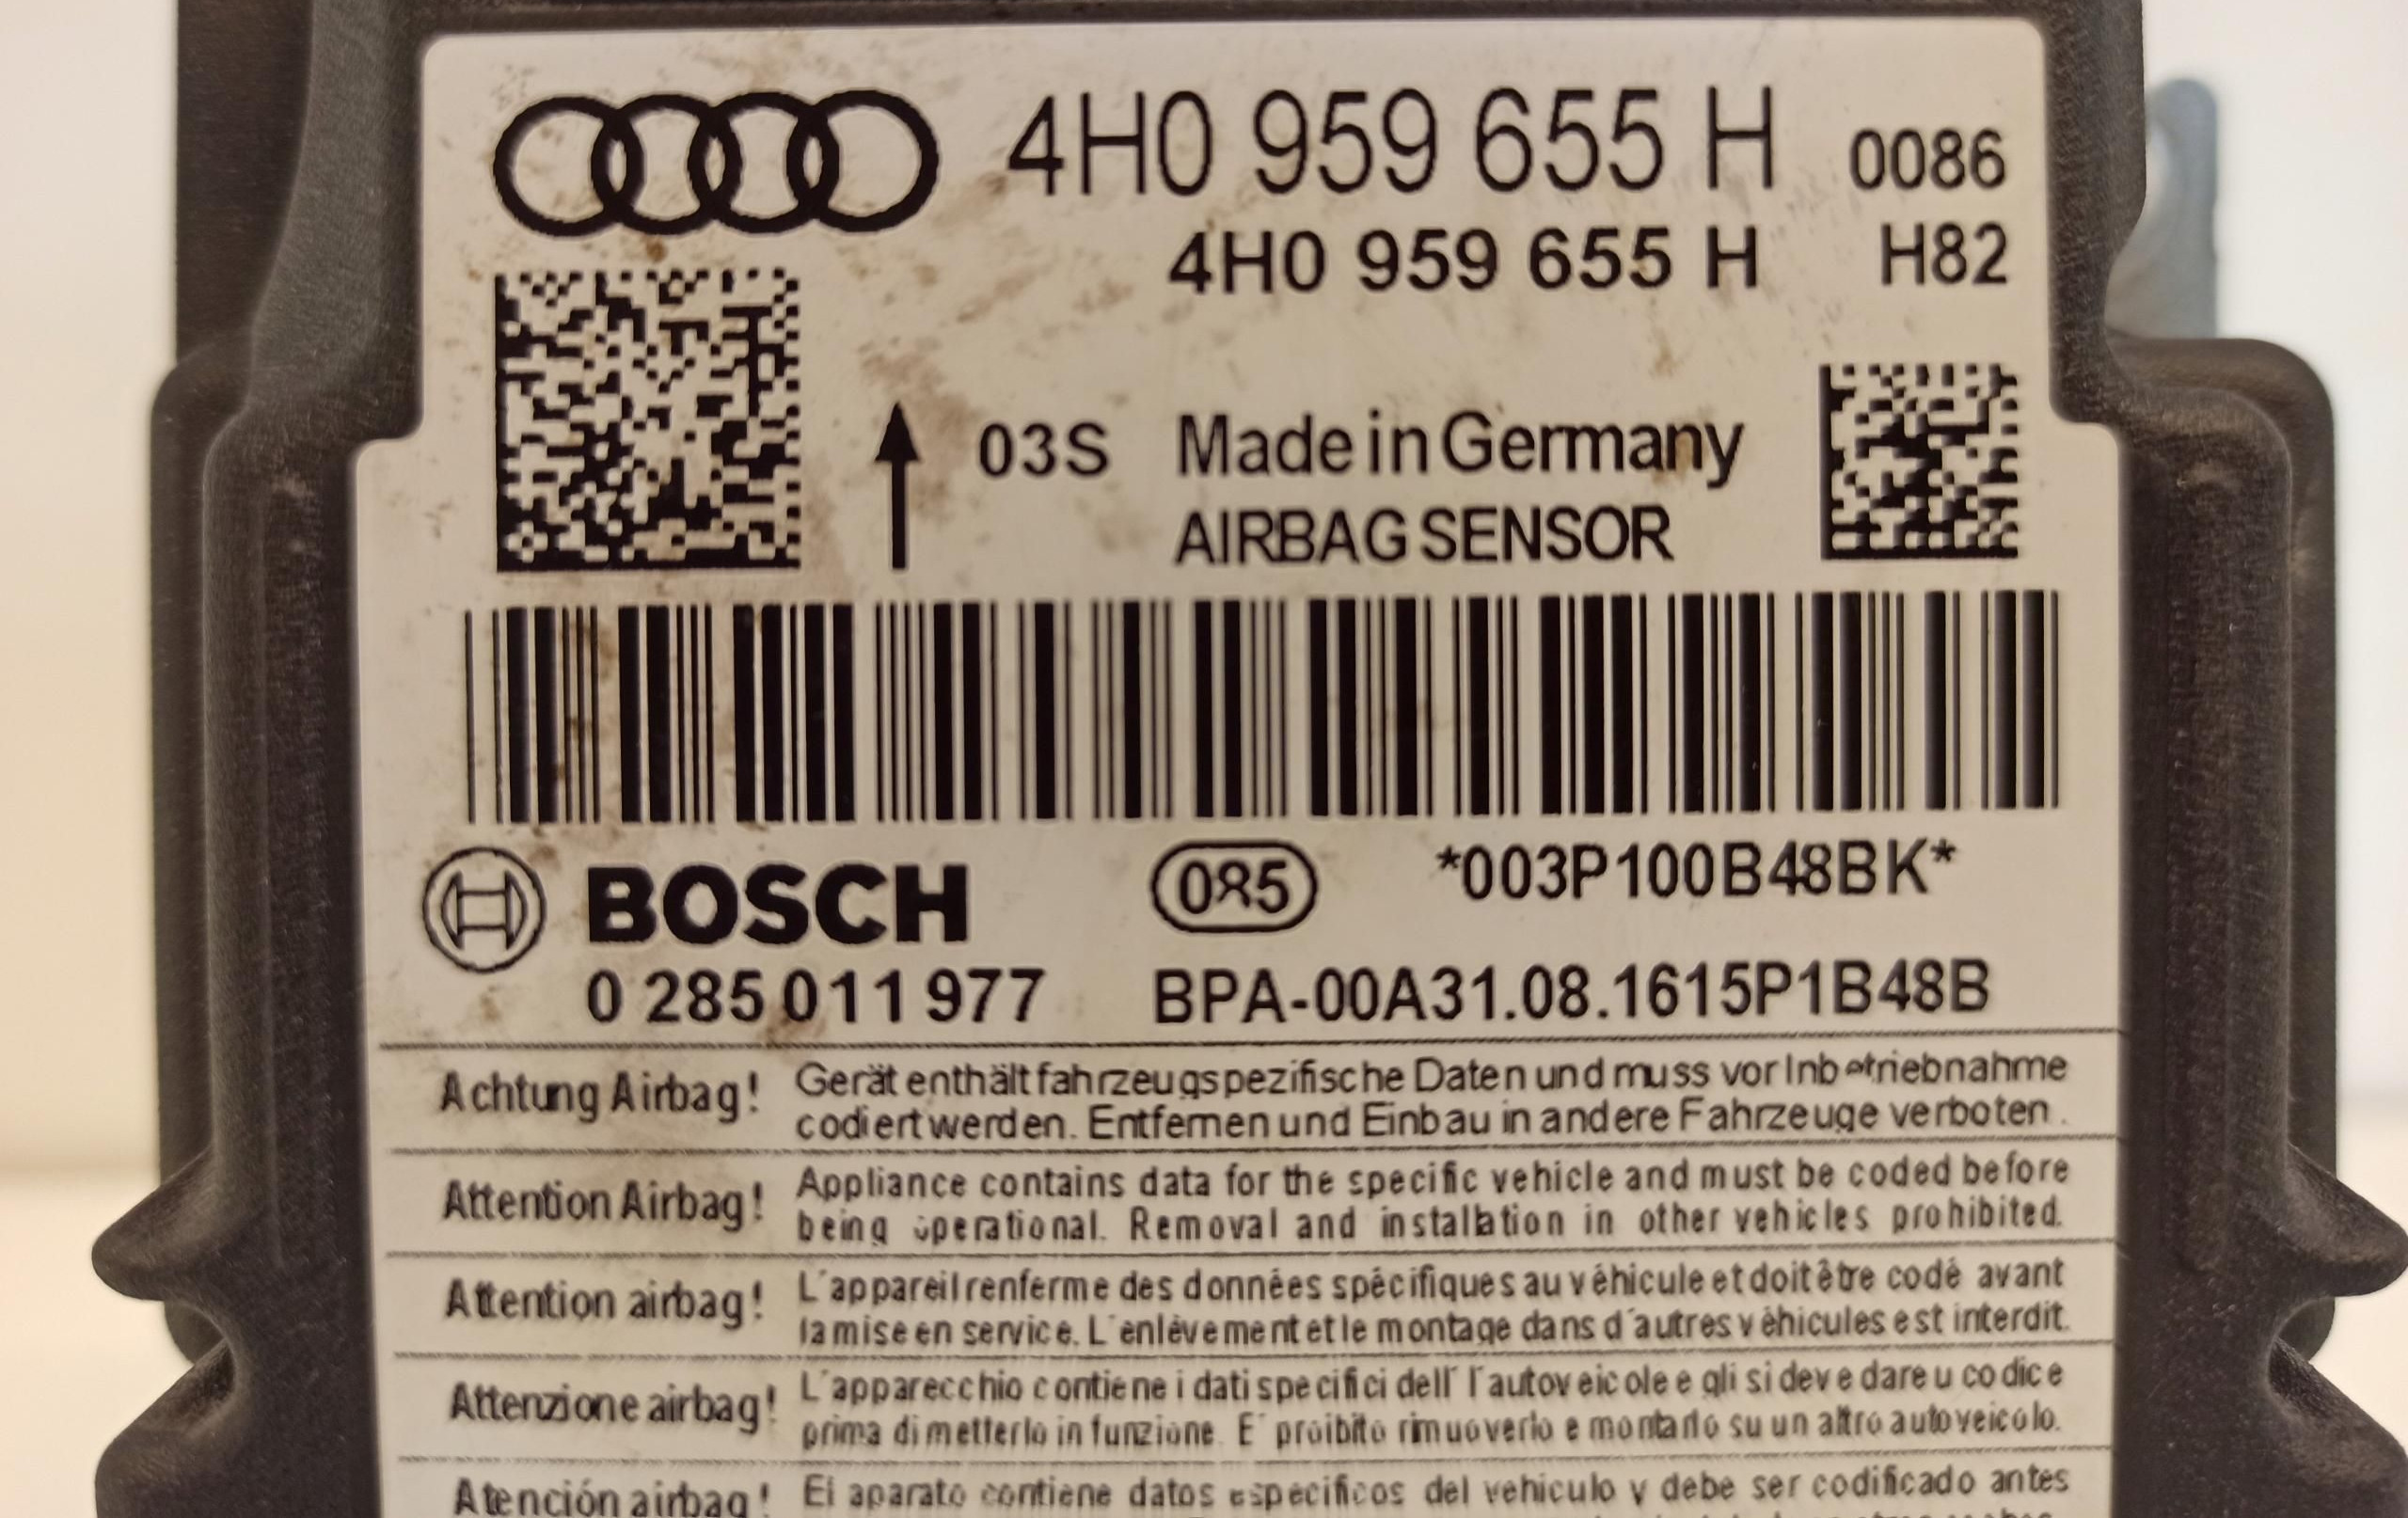 4H0 959 655 H 0086
4H0 959 655 H H82
03S Made in Germany
AIRBAG SENSOR
BOSCH 085 *003P100B48BK*
0 285 011 977 BPA-00A31.08.1615P1B48B
Achtung Airbag! Gerät enthält fahrzeugspezifische Daten und muss vor Inbetriebnahme
codiert werden. Entfernen und Einbau in andere Fahrzeuge verboten.
Attention Airbag! Appliance contains data for the specific vehicle and must be coded before
being operational. Removal and installation in other vehicles prohibited.
Attention airbag! L´appareil renferme des données spécifiques au véhicule et doit être codé avant
la mise en service. L´enlèvement et le montage dans d´autres véhicules est interdit.
Attenzione airbag! L´apparecchio contiene i dati specifici dell´ l´autoveicolo e gli si deve dare u codice
prima di metterlo in funzione. E´ proibito rimuoverlo e montarlo su un altro autoveicolo.
Atención airbag! El aparato contiene datos específicos del vehiculo y debe ser codificado antes